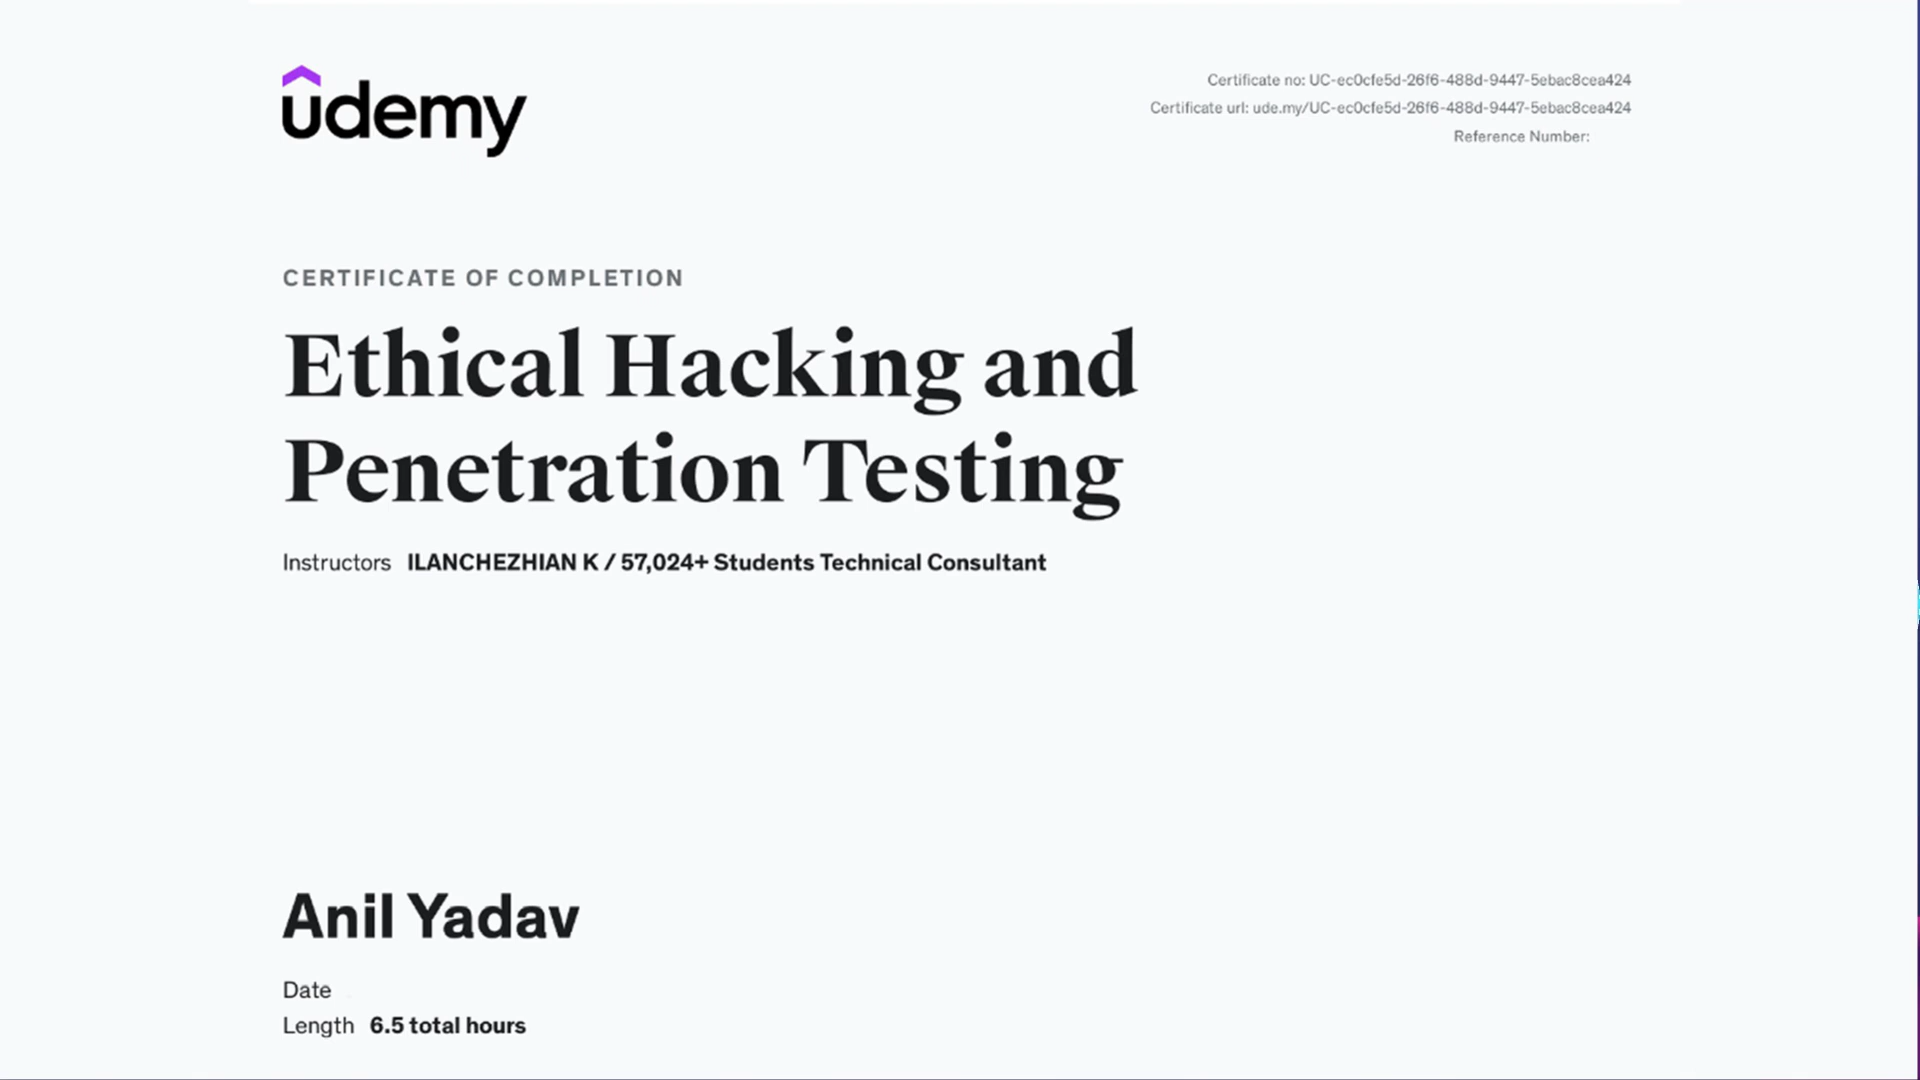 udemy
Certificate no: UC-ec0cfe5d-26f6-488d-9447-5ebac8cea424
Certificate url: ude.my/UC-ec0cfe5d-26f6-488d-9447-5ebac8cea424
Reference Number:
CERTIFICATE OF COMPLETION
Ethical Hacking and
Penetration Testing
Instructors ILANCHEZHIAN K / 57,024+ Students Technical Consultant
Anil Yadav
Date
Length 6.5 total hours